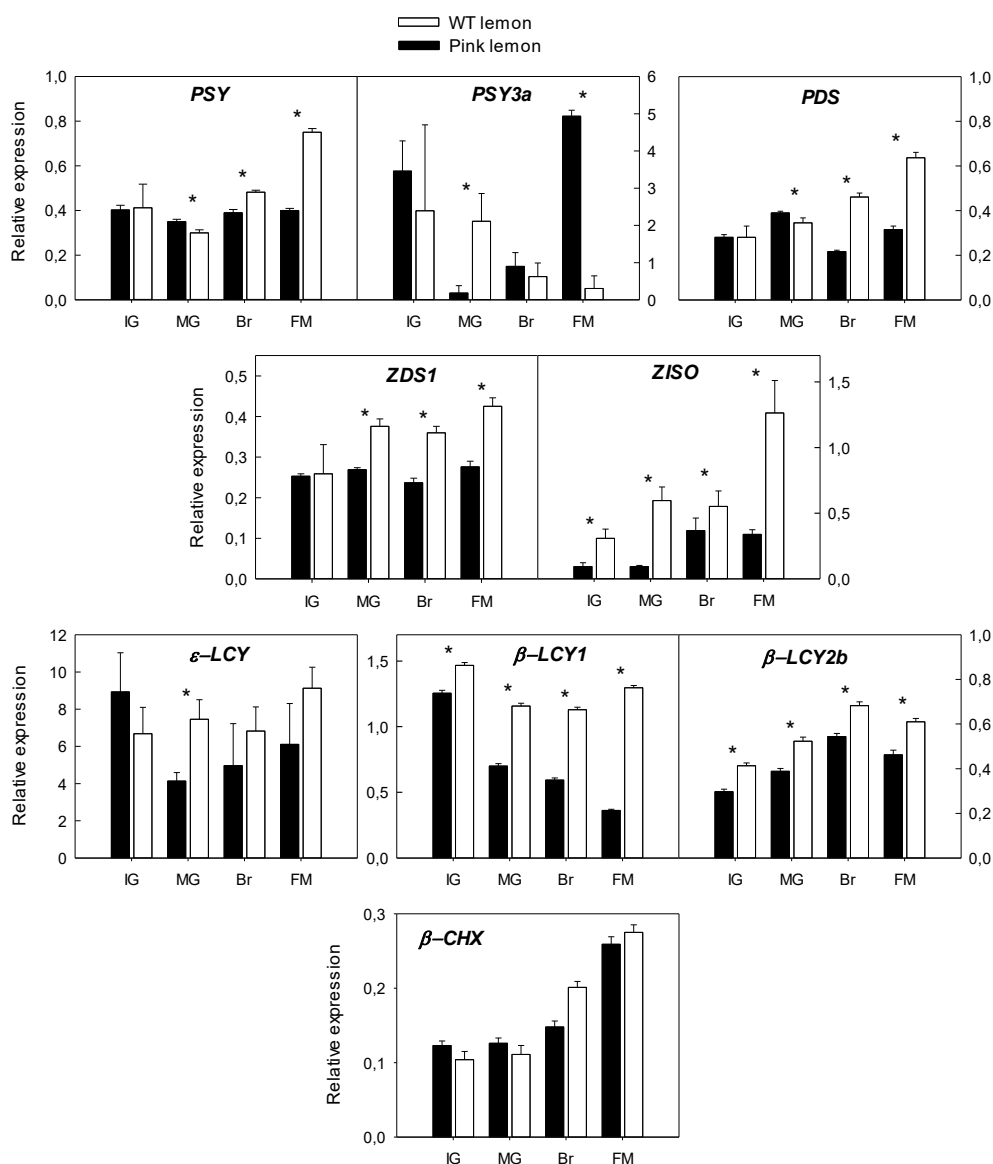 WT lemon
Pink lemon
PSY
PSY3a
PDS
Relative expression
1,0
0,8
0,6
0,4
0,2
0,0
6
5
4
3
2
1
0
1,0
0,8
0,6
0,4
0,2
0,0
* * *
* *
* * *
IG MG Br FM
IG MG Br FM
IG MG Br FM
ZDS1
ZISO
Relative expression
0,5
0,4
0,3
0,2
0,1
0,0
1,5
1,0
0,5
0,0
* * *
* * * *
IG MG Br FM
IG MG Br FM
ε–LCY
β–LCY1
β–LCY2b
Relative expression
12
10
8
6
4
2
0
1,5
1,0
0,5
0,0
1,0
0,8
0,6
0,4
0,2
0,0
*
* * * *
* * * *
IG MG Br FM
IG MG Br FM
IG MG Br FM
β–CHX
Relative expression
0,3
0,2
0,1
0,0
IG MG Br FM